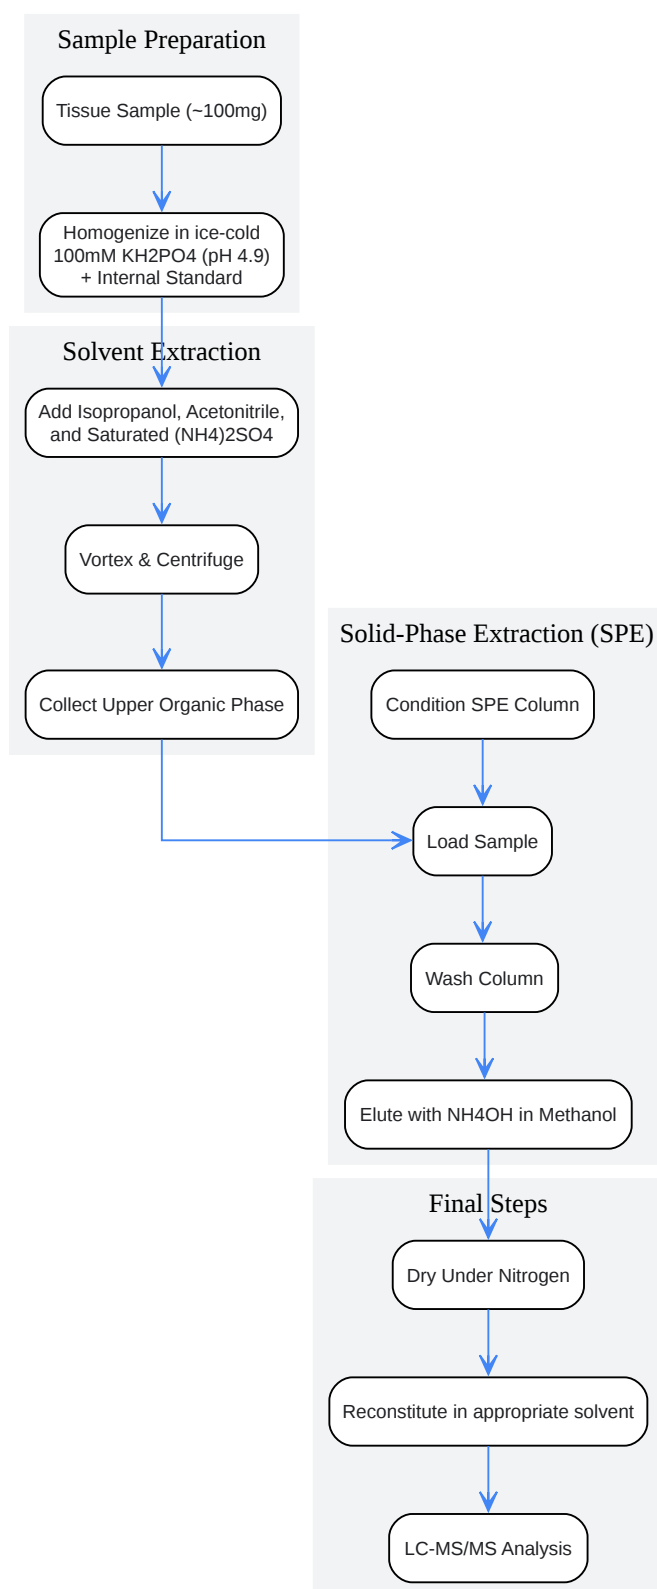 Sample Preparation
Tissue Sample (~100mg)
Homogenize in ice-cold
100mM KH2PO4 (pH 4.9)
+ Internal Standard
Solvent Extraction
Add Isopropanol, Acetonitrile,
and Saturated (NH4)2SO4
Vortex & Centrifuge
Collect Upper Organic Phase
Solid-Phase Extraction (SPE)
Condition SPE Column
Load Sample
Wash Column
Elute with NH4OH in Methanol
Final Steps
Dry Under Nitrogen
Reconstitute in appropriate solvent
LC-MS/MS Analysis